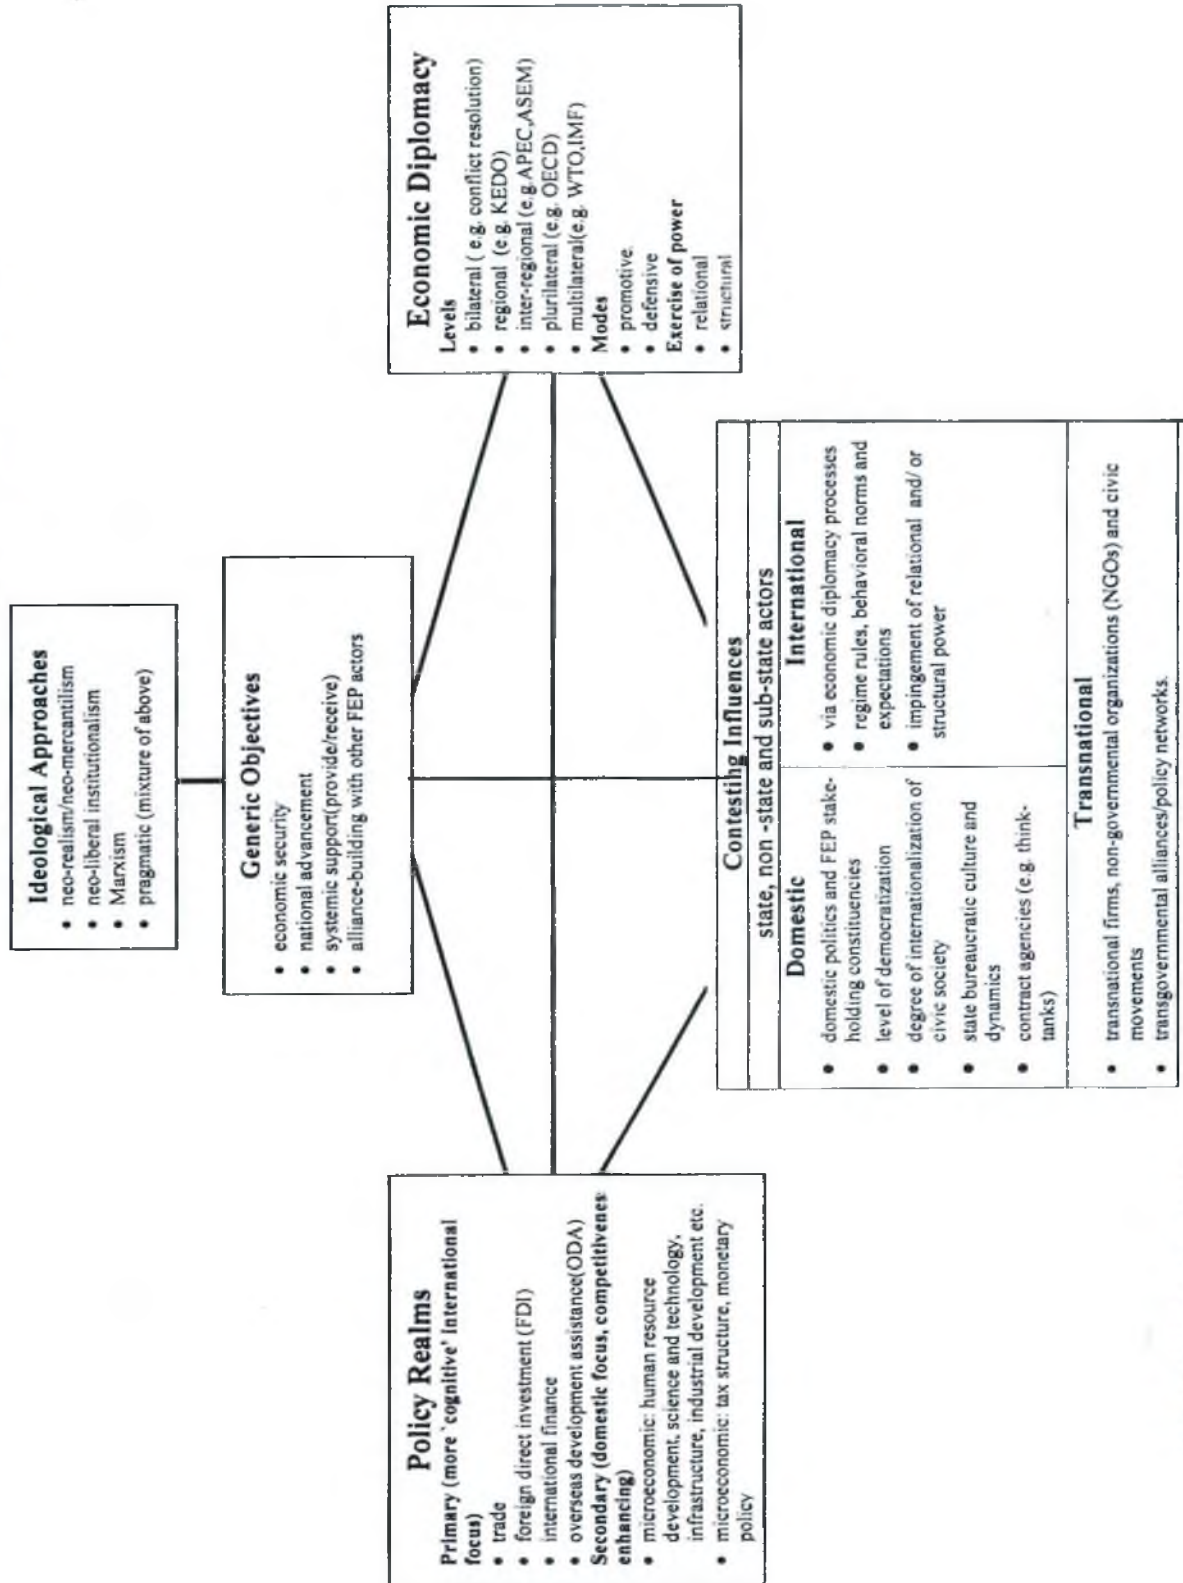 Ideological Approaches
• neo-realism/neo-mercantilism
• neo-liberal institutionalism
• Marxism
• pragmatic (mixture of above)
Generic Objectives
• economic security
• national advancement
• systemic support(provide/receive)
• alliance-building with other FEP actors
Policy Realms
Primary (more `cognitive' international
focus)
• trade
• foreign direct investment (FDI)
• international finance
• overseas development assistance(ODA)
Secondary (domestic focus, competitivenes
enhancing)
• microeconomic: human resource
development, science and technology,
infrastructure, industrial development etc.
• microeconomic: tax structure, monetary
policy
Economic Diplomacy
Levels
• bilateral ( e.g. conflict resolution)
• regional (e.g. KEDO)
• inter-regional (e.g.APEC,ASEM)
• plurilateral (e.g. OECD)
• multilateral(e.g. WTO,IMF)
Modes
• promotive.
• defensive
Exercise of power
• relational
• structural
Contesting Influences
state, non -state and sub-state actors
Domestic
• domestic politics and FEP stake-
holding constituencies
• level of democratization
• degree of internationalization of
civic society
• state bureaucratic culture and
dynamics
• contract agencies (e.g. think-
tanks)
International
• via economic diplomacy processes
• regime rules, behavioral norms and
expectations
• impingement of relational and/ or
structural power
Transnational
• transnational firms, non-governmental organizations (NGOs) and civic
movements
• transgovernmental alliances/policy networks.